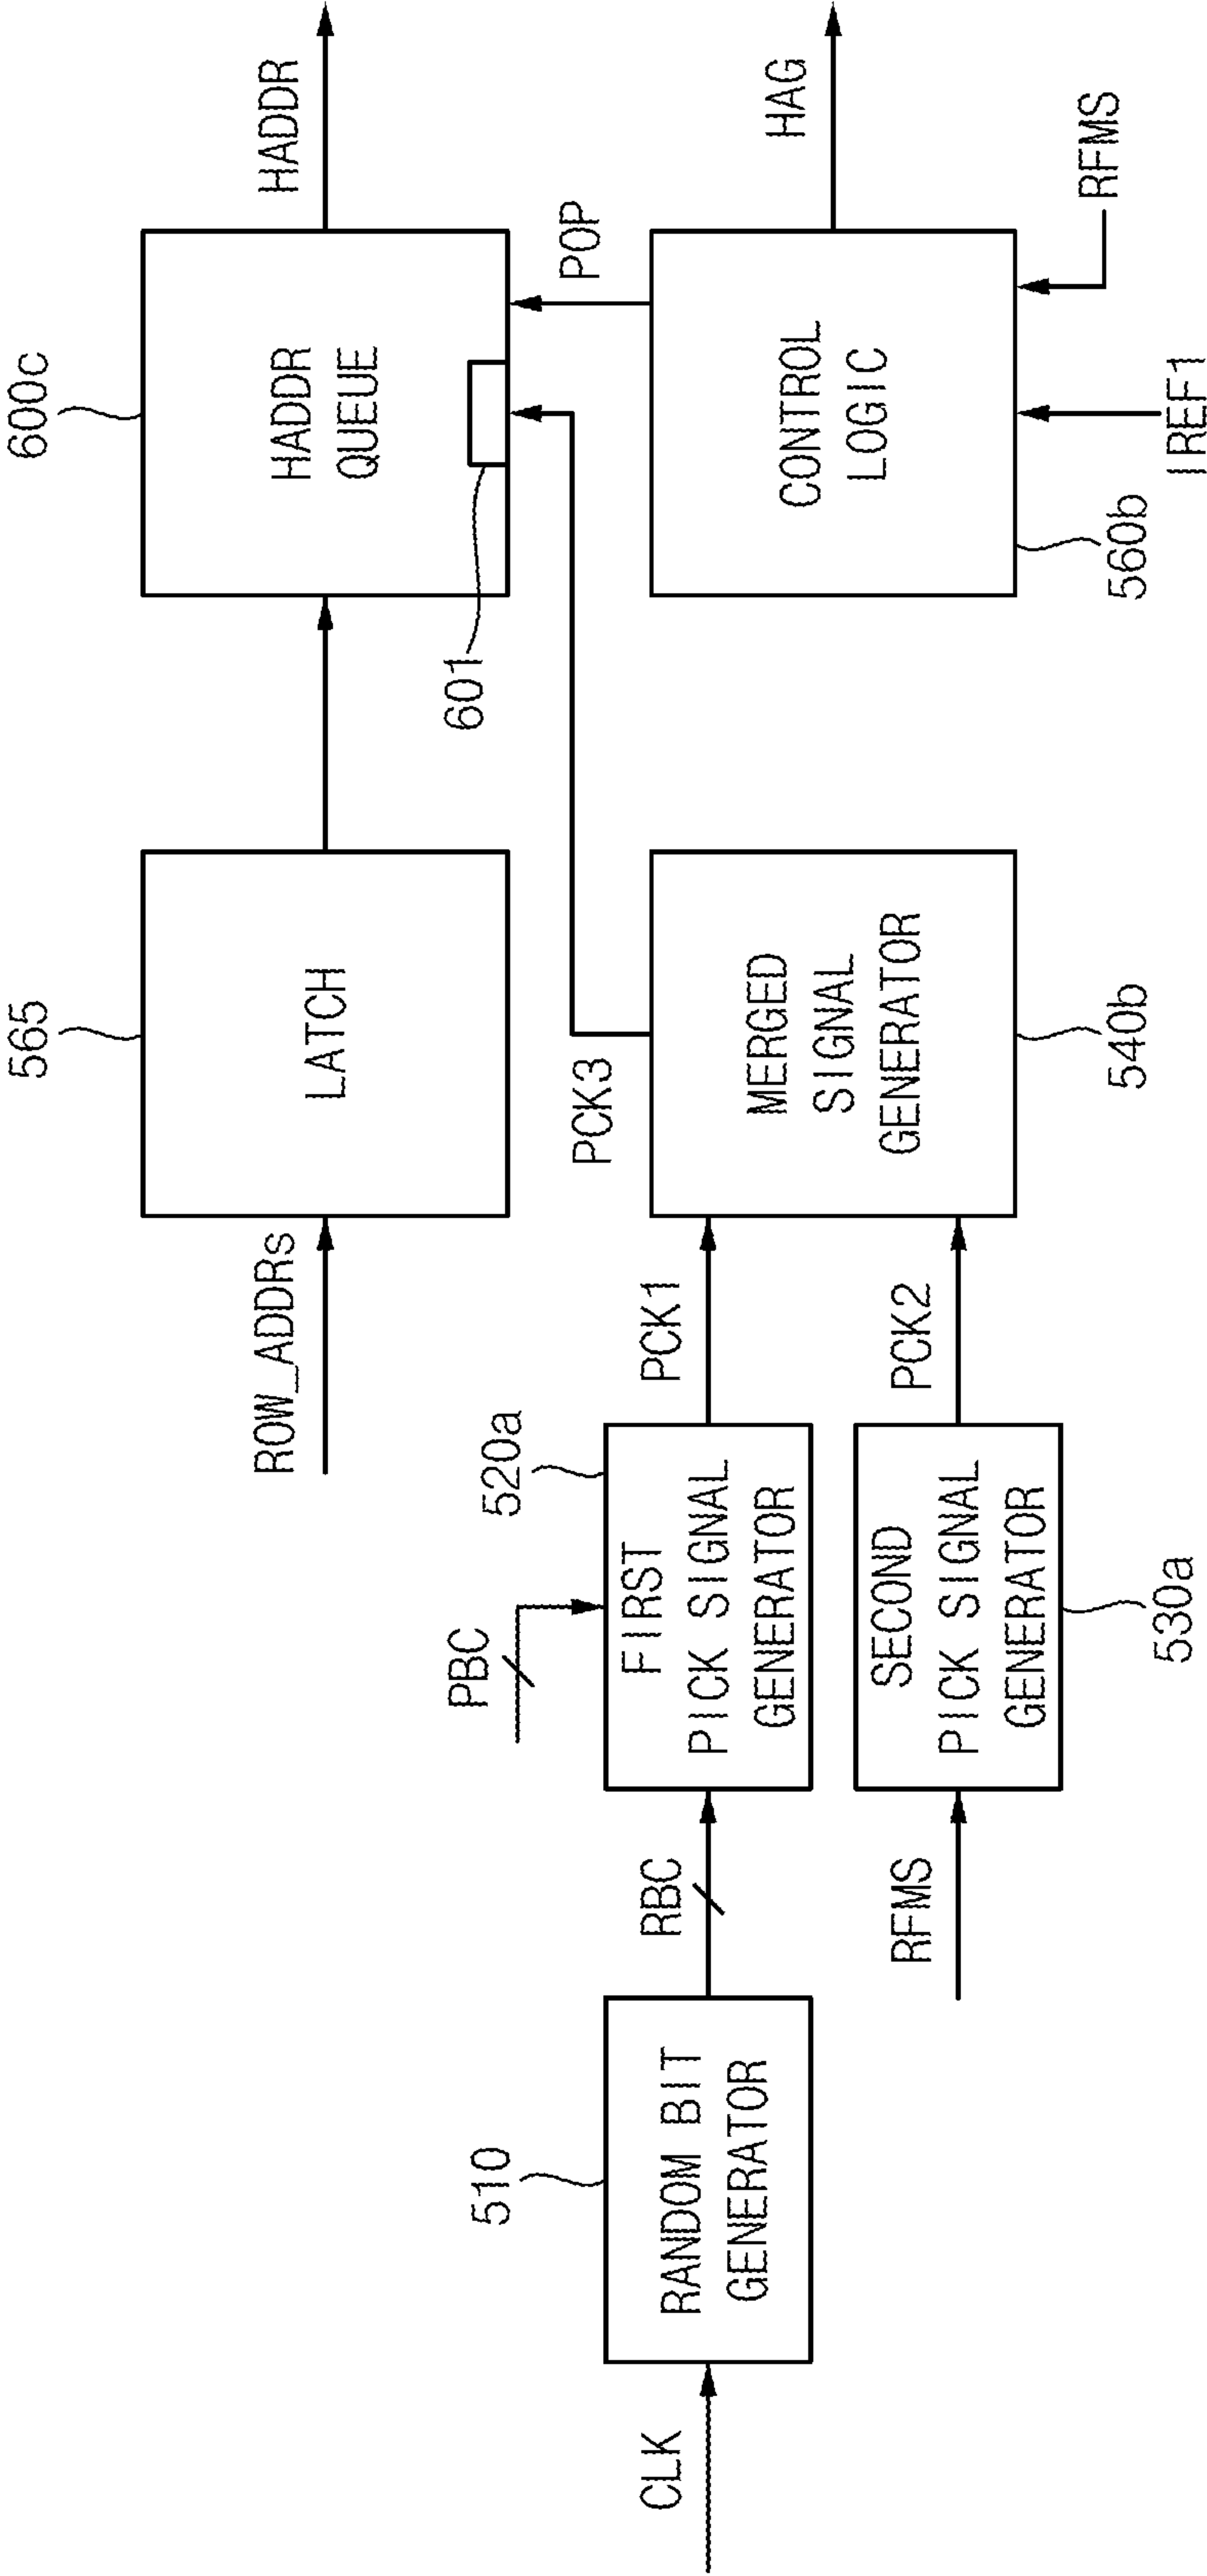 565
600c
ROW_ADDRs
LATCH
HADDR
QUEUE
HADDR
601
POP
PCK3
510
520a
PBC
CLK
RANDOM BIT
GENERATOR
RBC
FIRST
PICK SIGNAL
GENERATOR
PCK1
MERGED
SIGNAL
GENERATOR
CONTROL
LOGIC
HAG
RFMS
SECOND
PICK SIGNAL
GENERATOR
PCK2
530a
540b
560b
IREF1
RFMS